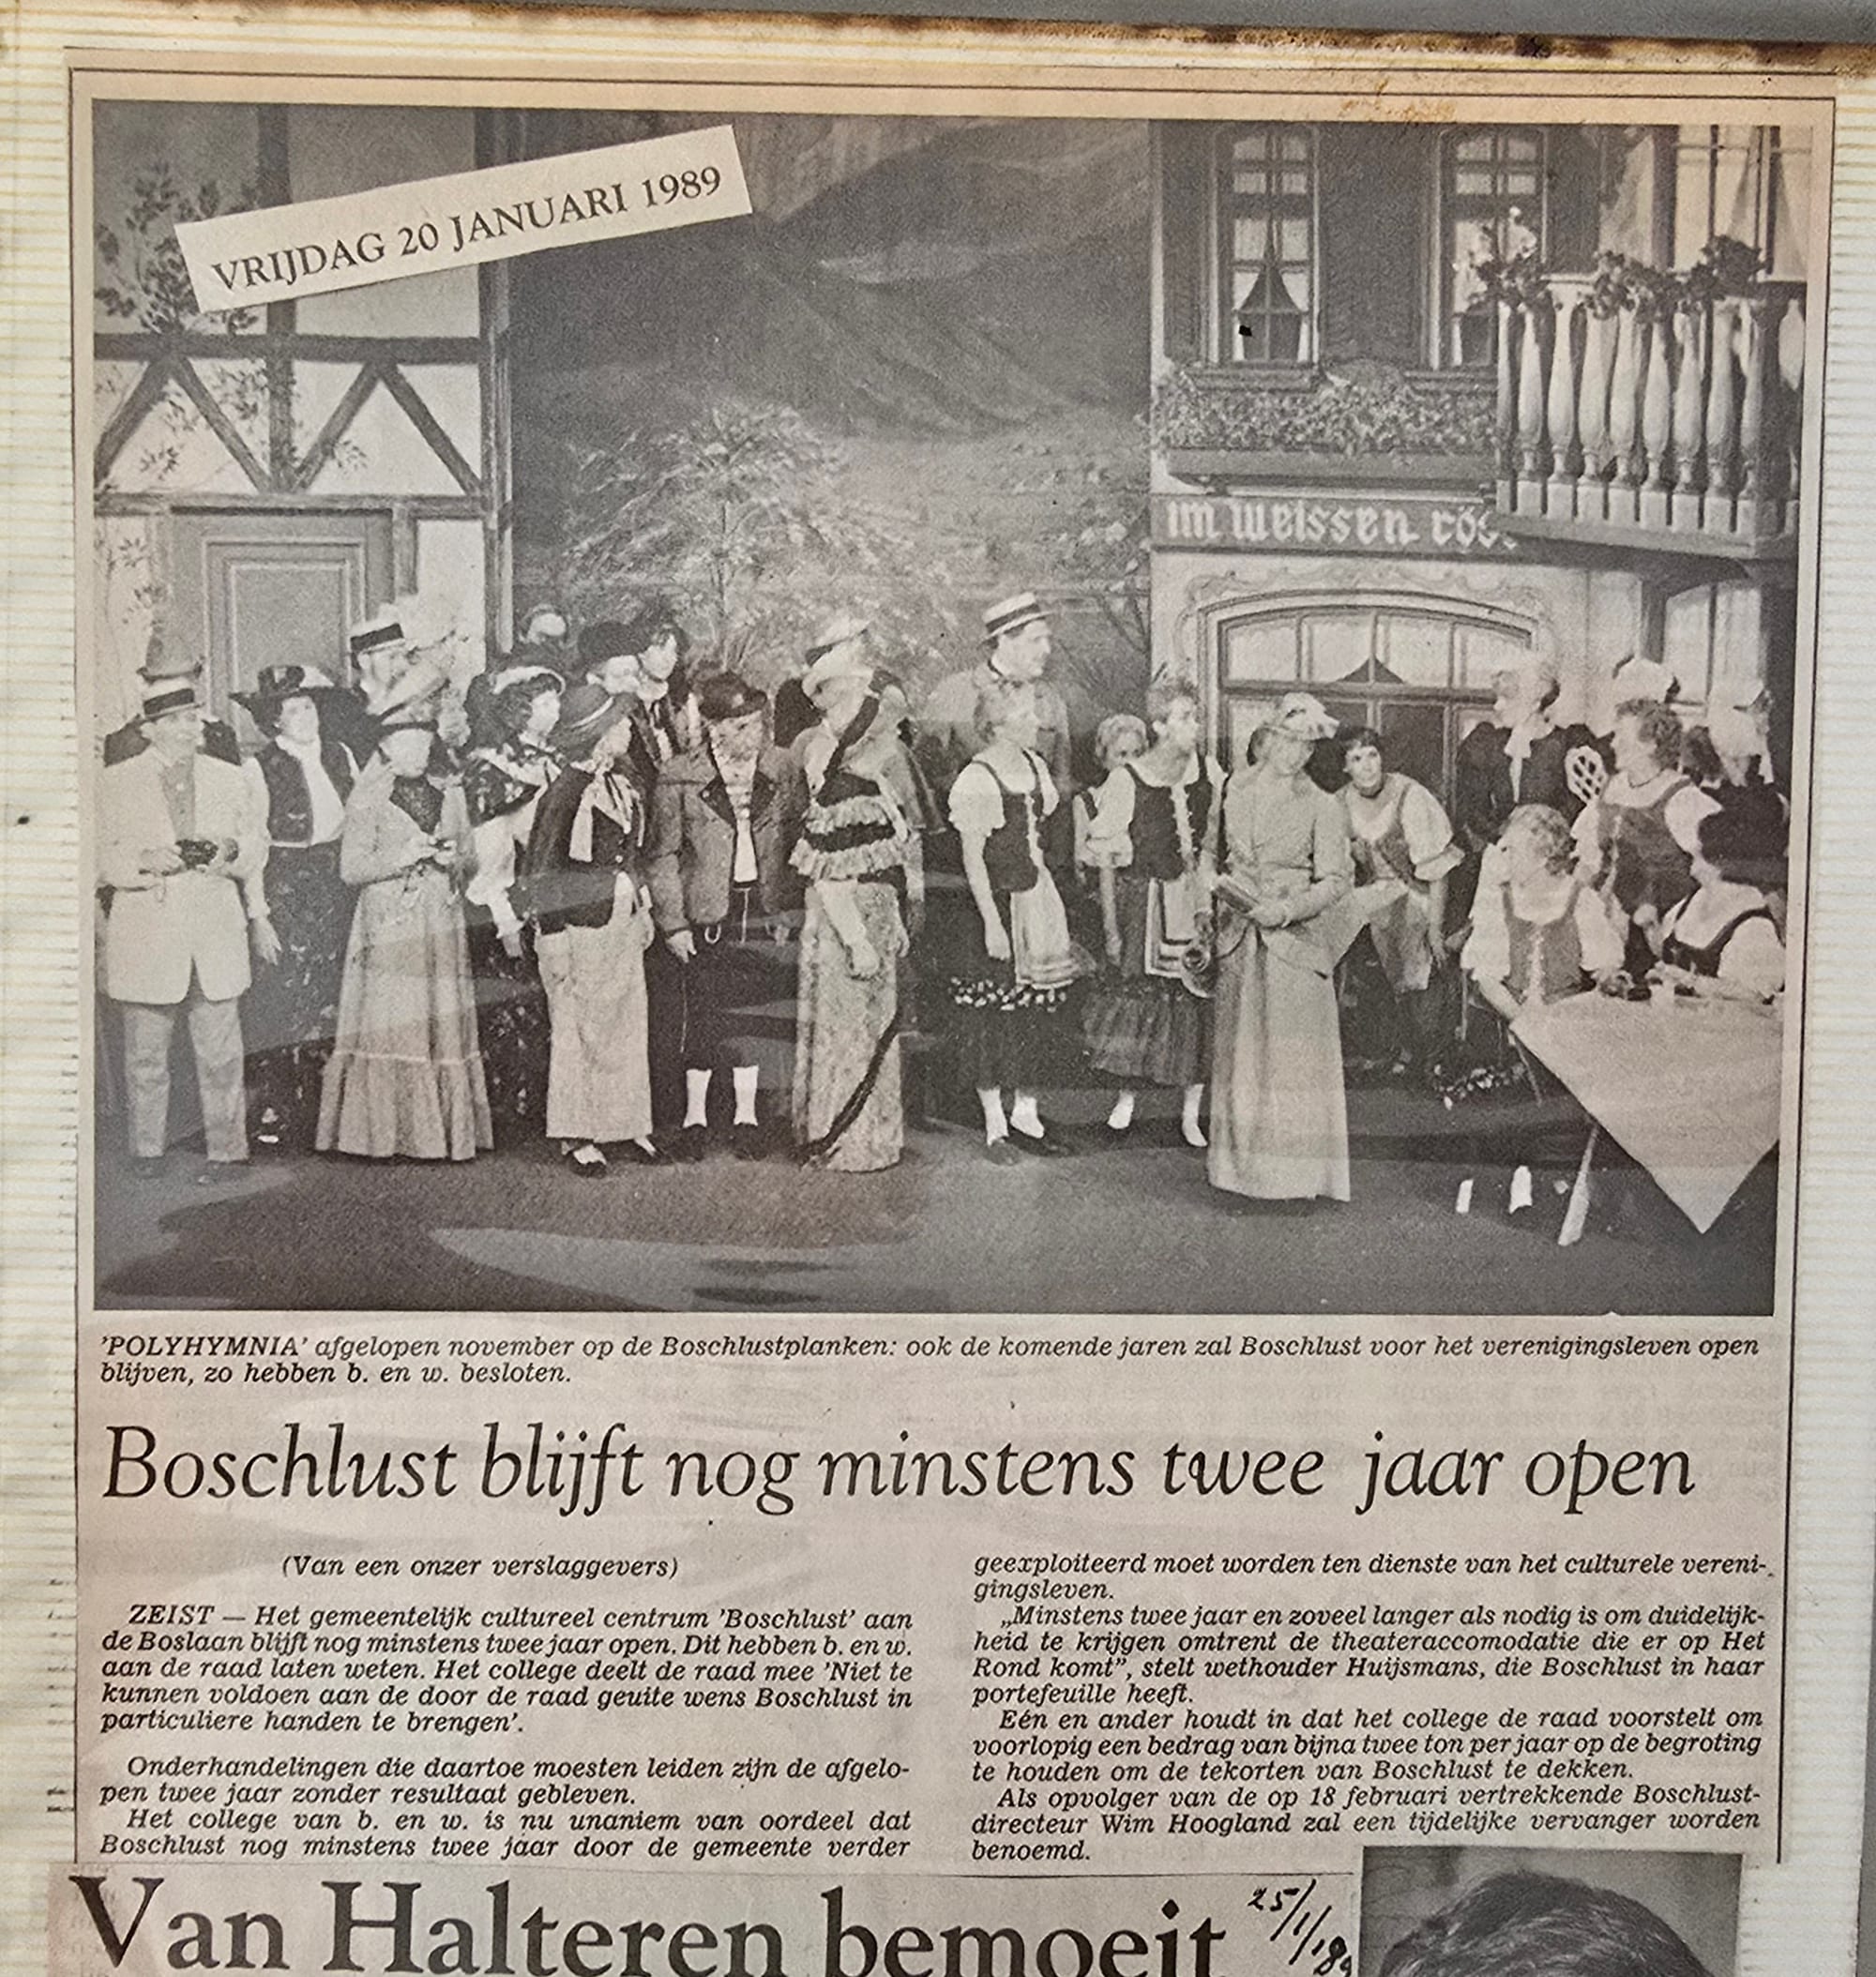 VRIJDAG 20 JANUARI 1989
im weissen
'POLYHYMNIA' afgelopen november op de Boschlustplanken: ook de komende jaren zal Boschlust voor het verenigingsleven open
blijven, zo hebben b. en w. besloten.
Boschlust blijft nog minstens twee jaar open
(Van een onzer verslaggevers)
ZEIST — Het gemeentelijk cultureel centrum 'Boschlust' aan
de Boslaan blijft nog minstens twee jaar open. Dit hebben b. en w.
aan de raad laten weten. Het college deelt de raad mee 'Niet te
kunnen voldoen aan de door de raad geuite wens Boschlust in
particuliere handen te brengen'.
Onderhandelingen die daartoe moesten leiden zijn de afgelo-
pen twee jaar zonder resultaat gebleven.
Het college van b. en w. is nu unaniem van oordeel dat
Boschlust nog minstens twee jaar door de gemeente verder
geexploiteerd moet worden ten dienste van het culturele vereni-
gingsleven.
„Minstens twee jaar en zoveel langer als nodig is om duidelijk-
heid te krijgen omtrent de theateraccomodatie die er op Het
Rond komt”, stelt wethouder Huijsmans, die Boschlust in haar
portefeuille heeft.
Eén en ander houdt in dat het college de raad voorstelt om
voorlopig een bedrag van bijna twee ton per jaar op de begroting
te houden om de tekorten van Boschlust te dekken.
Als opvolger van de op 18 februari vertrekkende Boschlust-
directeur Wim Hoogland zal een tijdelijke vervanger worden
benoemd.
Van Halteren bemoeit
25/1/'89